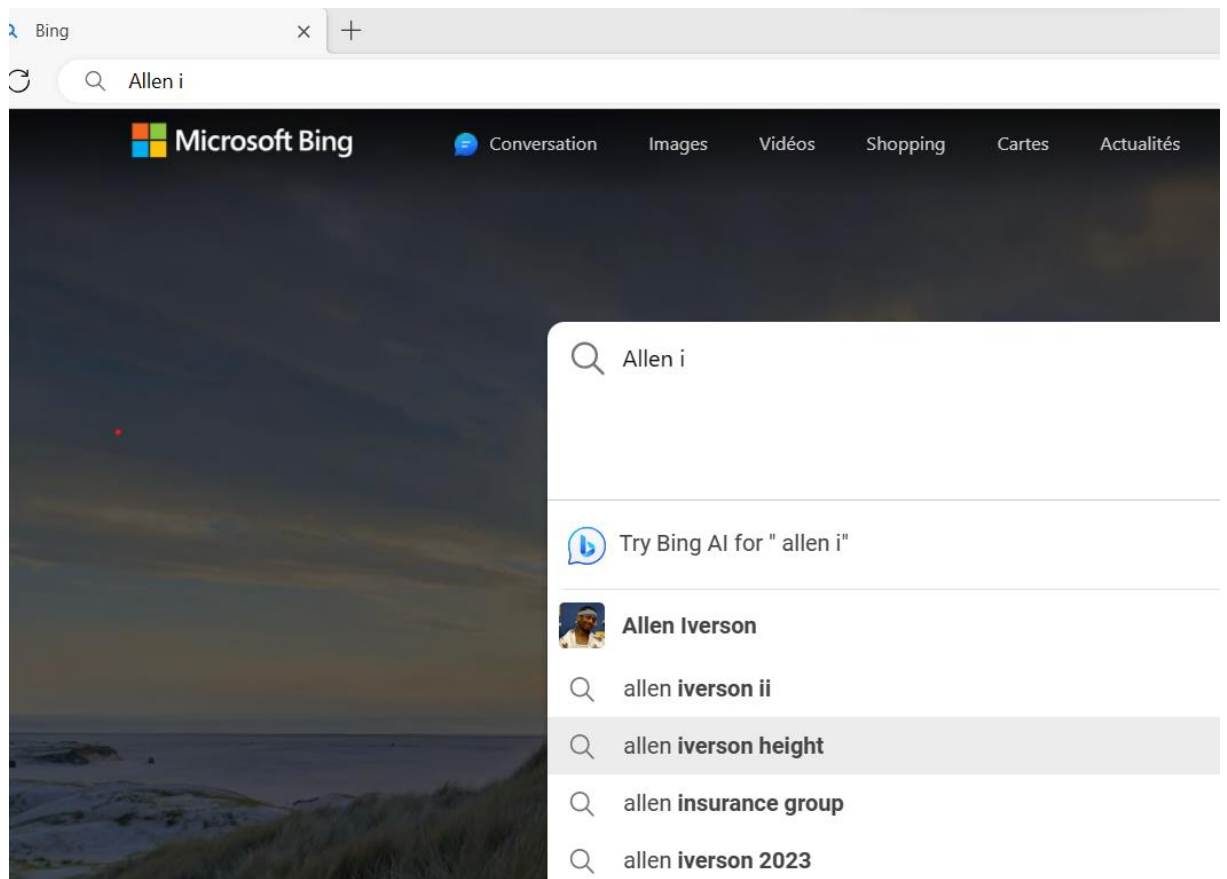 Bing
Allen i
Microsoft Bing Conversation Images Vidéos Shopping Cartes Actualités
Allen i
Try Bing AI for " allen i"
Allen Iverson
allen iverson ii
allen iverson height
allen insurance group
allen iverson 2023